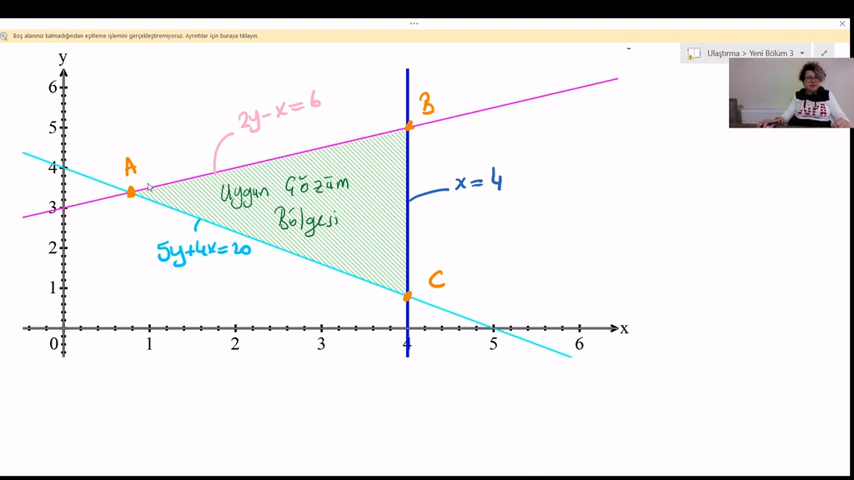 Boş alanınız kalmadığından eşitleme işlemini gerçekleştiremiyoruz. Ayrıntılar için buraya tıklayın.
Ulaştırma > Yeni Bölüm 3
y
6
5
4
3
2
1
0
1
2
3
4
5
6
x
2y-x=6
B
A
Uygun Çözüm
Bölgesi
x=4
5y+4x=20
C